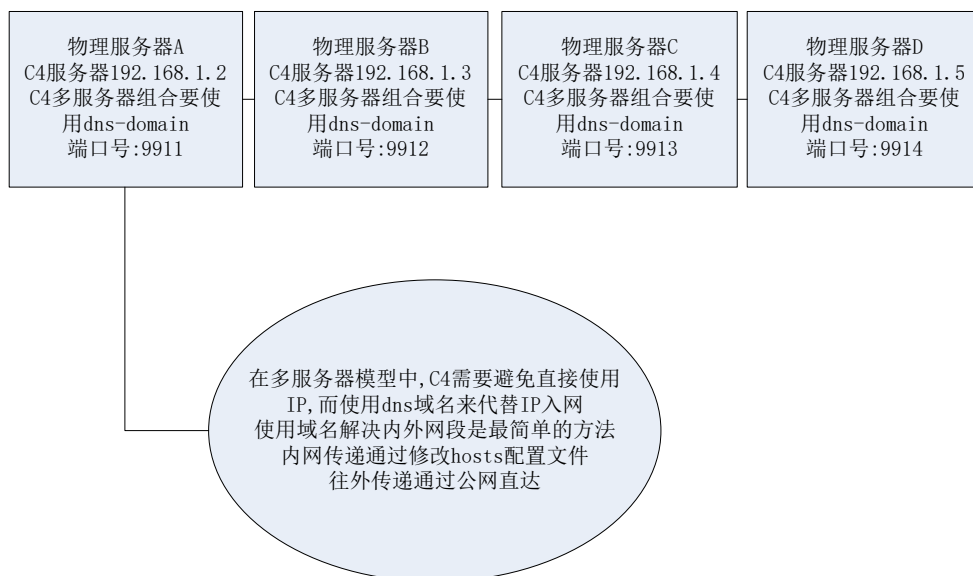 物理服务器A
C4服务器192.168.1.2
C4多服务器组合要使
用dns-domain
端口号:9911
物理服务器B
C4服务器192.168.1.3
C4多服务器组合要使
用dns-domain
端口号:9912
物理服务器C
C4服务器192.168.1.4
C4多服务器组合要使
用dns-domain
端口号:9913
物理服务器D
C4服务器192.168.1.5
C4多服务器组合要使
用dns-domain
端口号:9914
在多服务器模型中,C4需要避免直接使用
IP,而使用dns域名来代替IP入网
使用域名解决内外网段是最简单的方法
内网传递通过修改hosts配置文件
往外传递通过公网直达